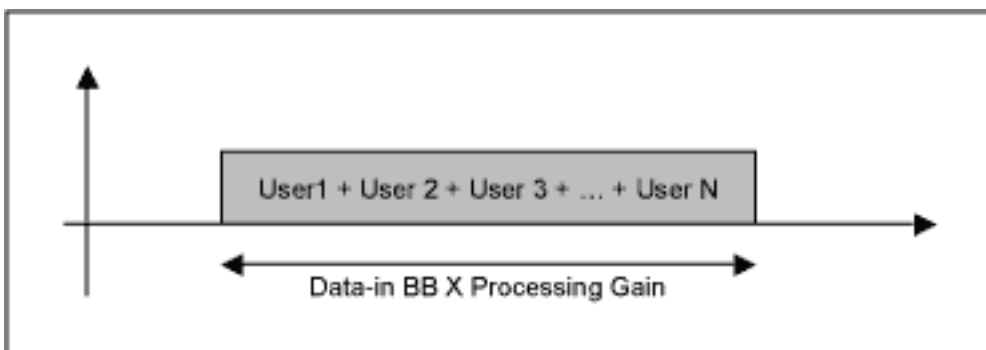 User1 + User 2 + User 3 + ... + User N
Data-in BB X Processing Gain